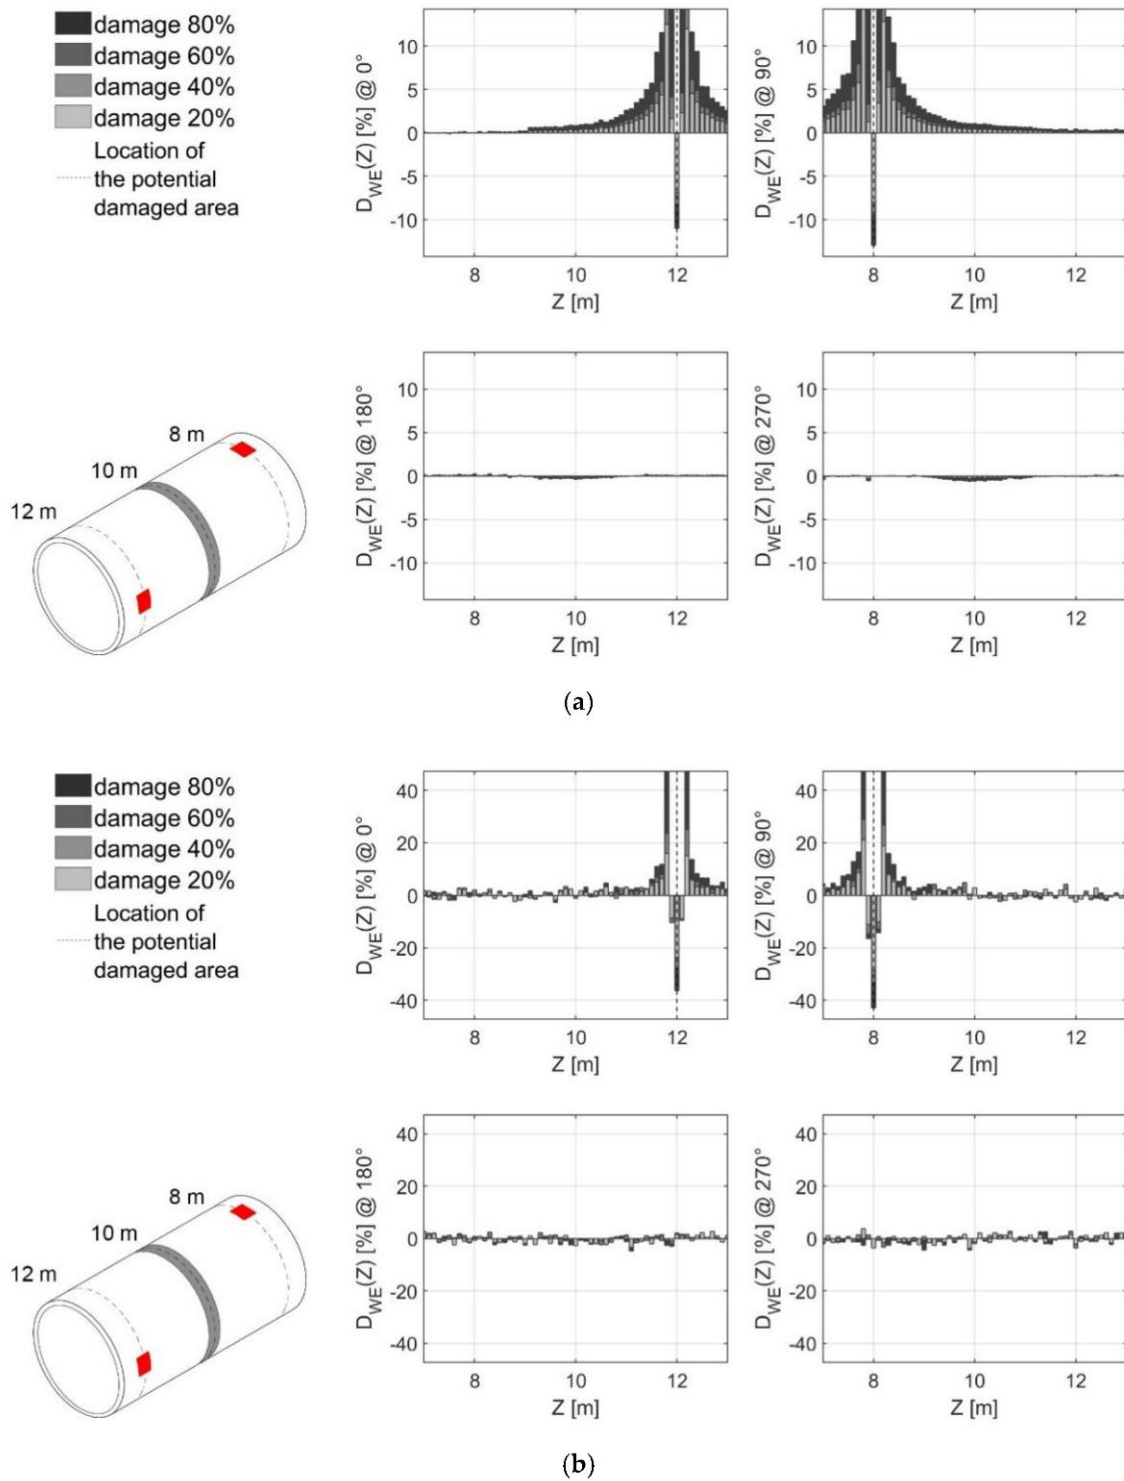 damage 80%
damage 60%
damage 40%
damage 20%
Location of
the potential
damaged area
D_WE(Z) [%] @ 0°
10
5
0
-5
-10
8 10 12
Z [m]
D_WE(Z) [%] @ 90°
10
5
0
-5
-10
8 10 12
Z [m]
8 m
10 m
12 m
D_WE(Z) [%] @ 180°
10
5
0
-5
-10
8 10 12
Z [m]
D_WE(Z) [%] @ 270°
10
5
0
-5
-10
8 10 12
Z [m]
(a)
damage 80%
damage 60%
damage 40%
damage 20%
Location of
the potential
damaged area
D_WE(Z) [%] @ 0°
40
20
0
-20
-40
8 10 12
Z [m]
D_WE(Z) [%] @ 90°
40
20
0
-20
-40
8 10 12
Z [m]
8 m
10 m
12 m
D_WE(Z) [%] @ 180°
40
20
0
-20
-40
8 10 12
Z [m]
D_WE(Z) [%] @ 270°
40
20
0
-20
-40
8 10 12
Z [m]
(b)